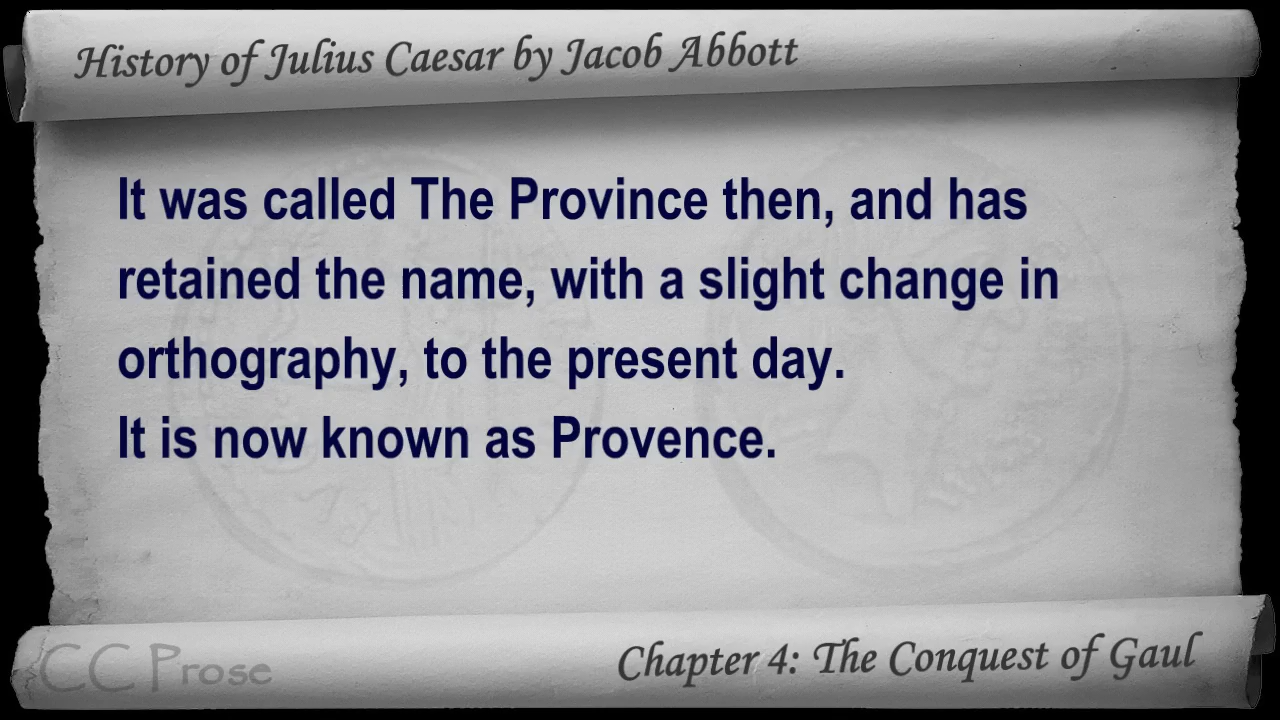 History of Julius Caesar by Jacob Abbott
It was called The Province then, and has
retained the name, with a slight change in
orthography, to the present day.
It is now known as Provence.
CC Prose
Chapter 4: The Conquest of Gaul